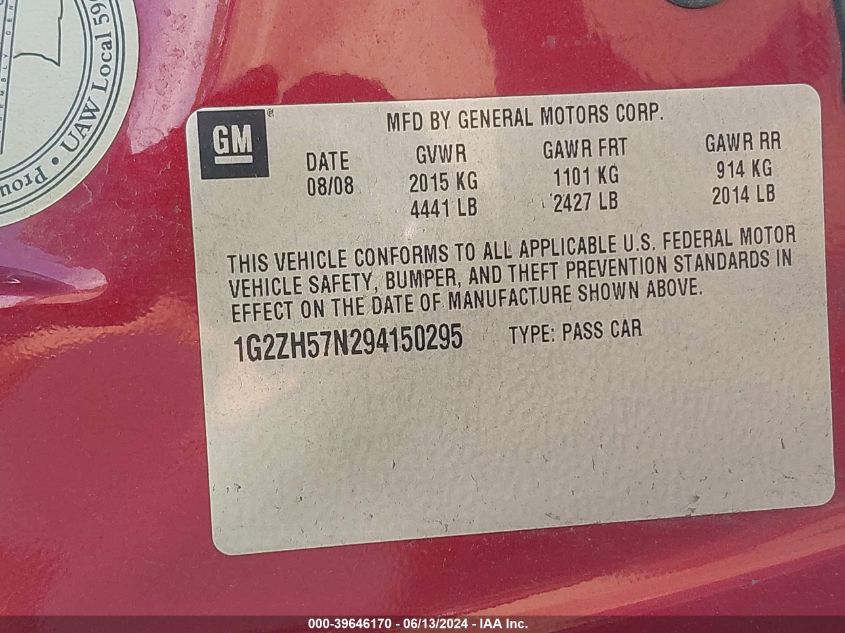 Proud • UAW Local 596
GM ®
MFD BY GENERAL MOTORS CORP.
DATE GVWR GAWR FRT GAWR RR
08/08 2015 KG 1101 KG 914 KG
4441 LB 2427 LB 2014 LB
THIS VEHICLE CONFORMS TO ALL APPLICABLE U.S. FEDERAL MOTOR
VEHICLE SAFETY, BUMPER, AND THEFT PREVENTION STANDARDS IN
EFFECT ON THE DATE OF MANUFACTURE SHOWN ABOVE.
1G2ZH57N294150295 TYPE: PASS CAR
000-39646170 - 06/13/2024 - IAA Inc.